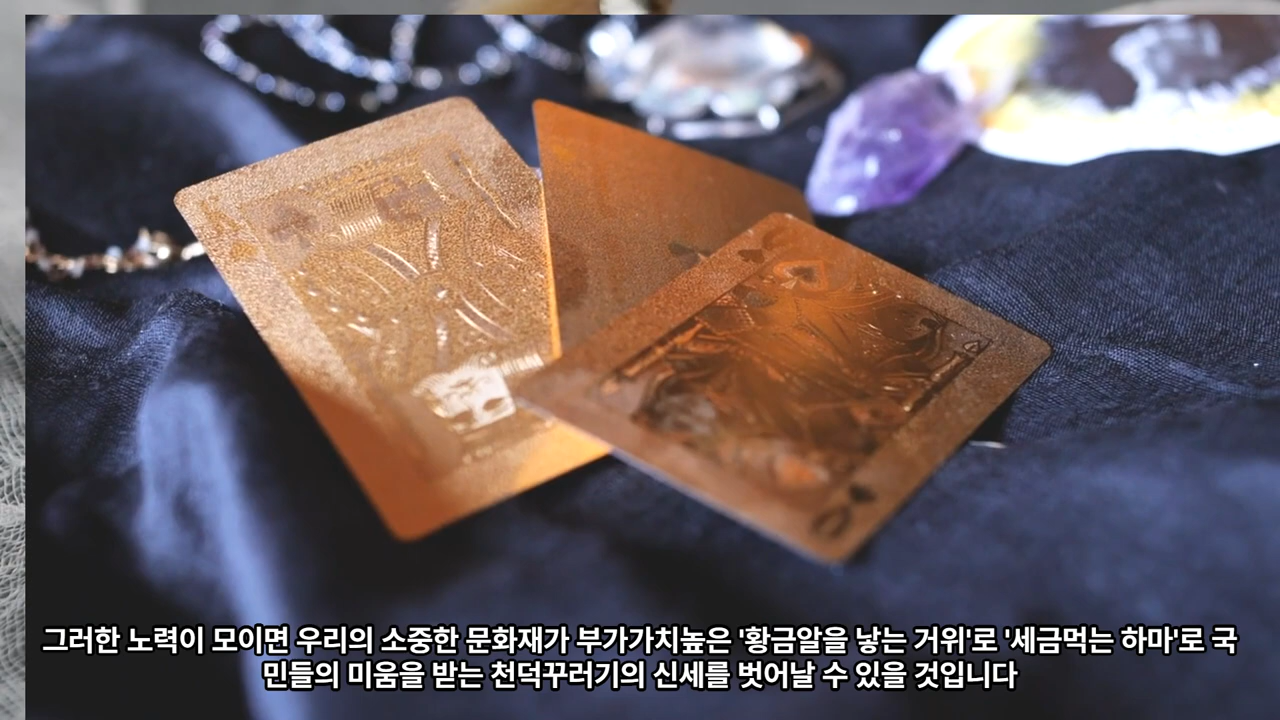 그러한 노력이 모이면 우리의 소중한 문화재가 부가가치높은 '황금알을 낳는 거위'로 '세금먹는 하마'로 국
민들의 미움을 받는 천덕꾸러기의 신세를 벗어날 수 있을 것입니다